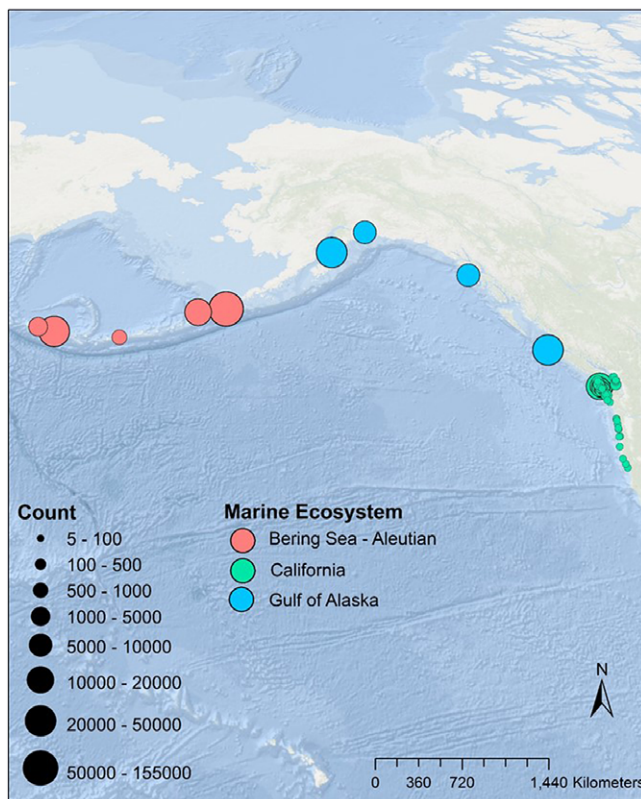 Count
5 - 100
100 - 500
500 - 1000
1000 - 5000
5000 - 10000
10000 - 20000
20000 - 50000
50000 - 155000
Marine Ecosystem
Bering Sea - Aleutian
California
Gulf of Alaska
N
0 360 720 1,440 Kilometers